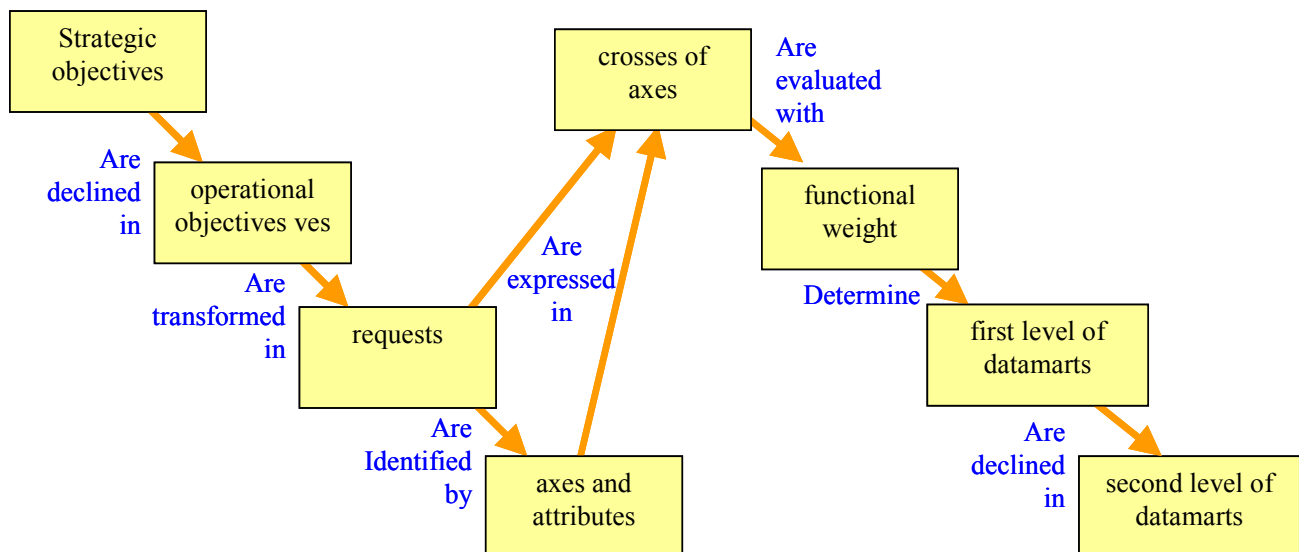 Strategic
objectives
Are
declined
in
operational
objectives ves
Are
transformed
in
requests
Are
Identified
by
axes and
attributes
Are
expressed
in
crosses of
axes
Are
evaluated
with
functional
weight
Determine
first level of
datamarts
Are
declined
in
second level of
datamarts